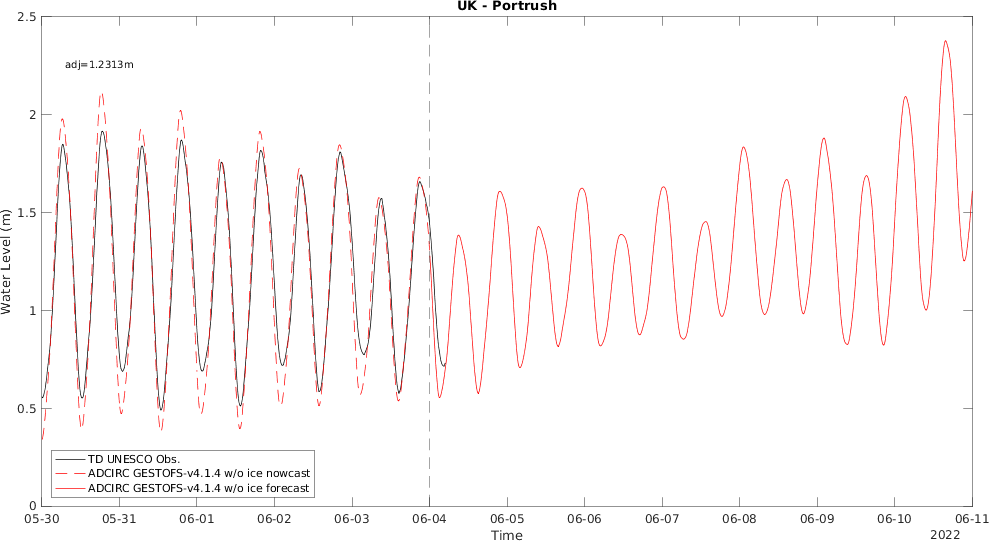 UK - Portrush
2.5
adj=1.2313m
2
1.5
Water Level (m)
1
0.5
TD UNESCO Obs.
ADCIRC GESTOFS-v4.1.4 w/o ice nowcast
ADCIRC GESTOFS-v4.1.4 w/o ice forecast
0
05-30 05-31 06-01 06-02 06-03 06-04 06-05 06-06 06-07 06-08 06-09 06-10 06-11
Time
2022